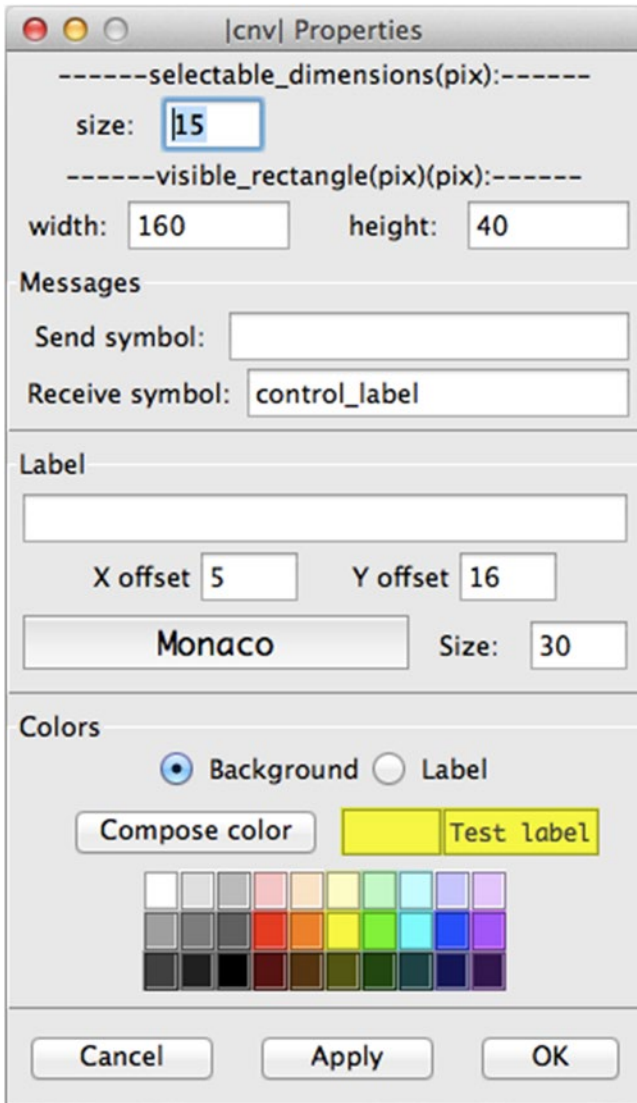 |cnv| Properties
------selectable_dimensions(pix):------
size: 15
------visible_rectangle(pix)(pix):------
width: 160 height: 40
Messages
Send symbol:
Receive symbol: control_label
Label
X offset 5 Y offset 16
Monaco Size: 30
Colors
Background Label
Compose color Test label
Cancel Apply OK